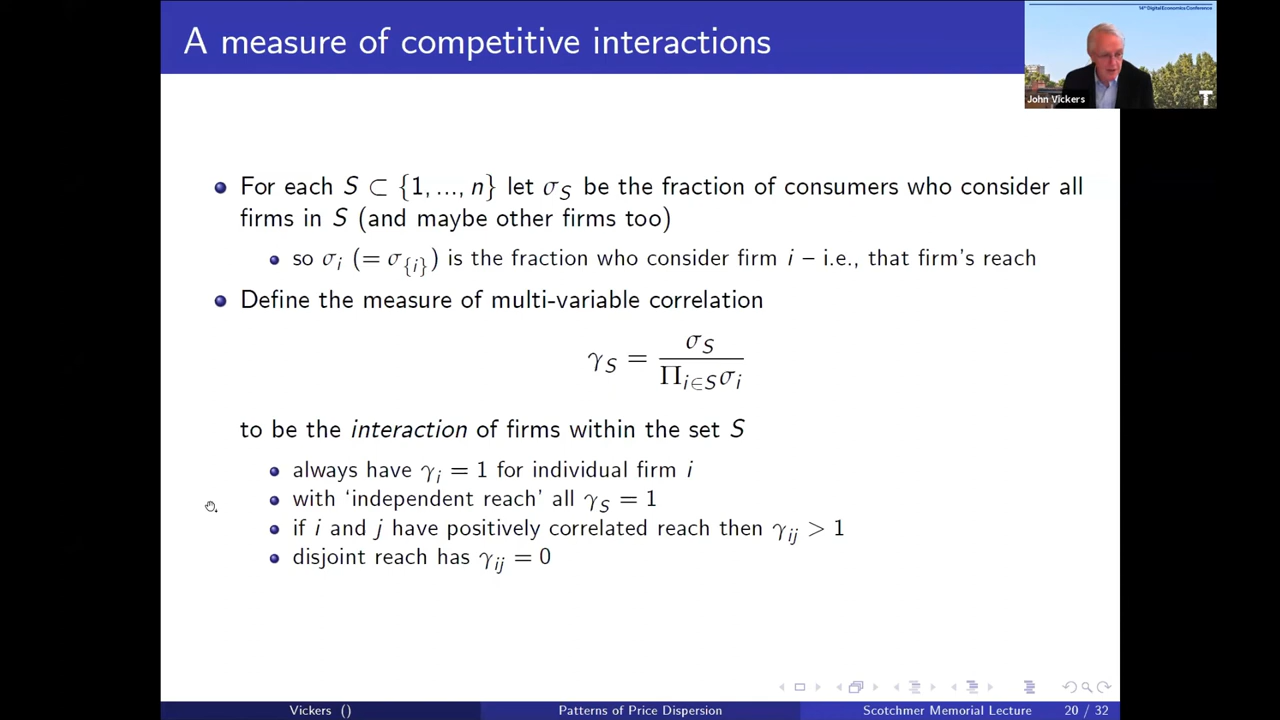 A measure of competitive interactions
14th Digital Economics Conference
John Vickers
T
For each S ⊂ {1, ..., n} let σ_S be the fraction of consumers who consider all
firms in S (and maybe other firms too)
so σ_i (= σ_{i}) is the fraction who consider firm i – i.e., that firm's reach
Define the measure of multi-variable correlation
γ_S = σ_S / Π_{i∈S} σ_i
to be the interaction of firms within the set S
always have γ_i = 1 for individual firm i
with ‘independent reach’ all γ_S = 1
if i and j have positively correlated reach then γ_ij > 1
disjoint reach has γ_ij = 0
Vickers ()
Patterns of Price Dispersion
Scotchmer Memorial Lecture
20 / 32